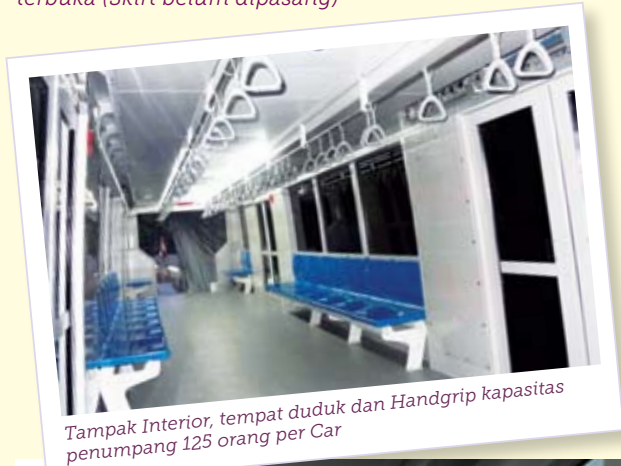 terbuka (Skirt belum dipasang)
Tampak Interior, tempat duduk dan Handgrip kapasitas
penumpang 125 orang per Car